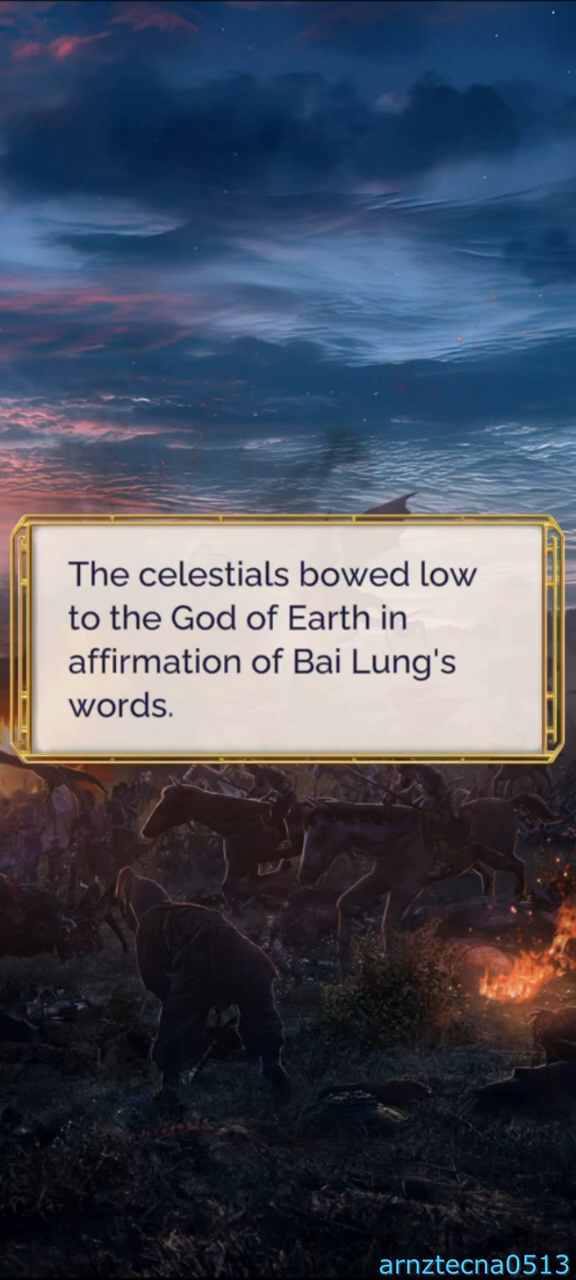 The celestials bowed low
to the God of Earth in
affirmation of Bai Lung's
words.
arnztecna0513